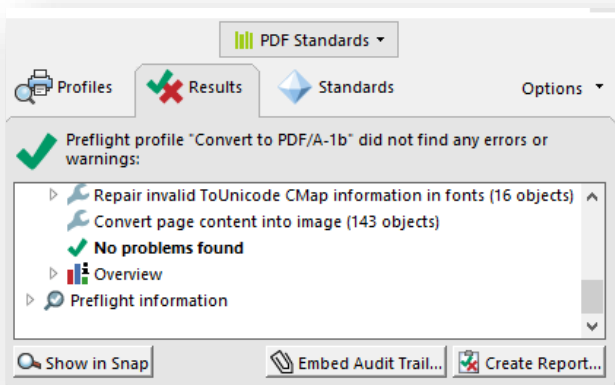 PDF Standards
Profiles
Results
Standards
Options
Preflight profile "Convert to PDF/A-1b" did not find any errors or
warnings:
Repair invalid ToUnicode CMap information in fonts (16 objects)
Convert page content into image (143 objects)
No problems found
Overview
Preflight information
Show in Snap
Embed Audit Trail...
Create Report...